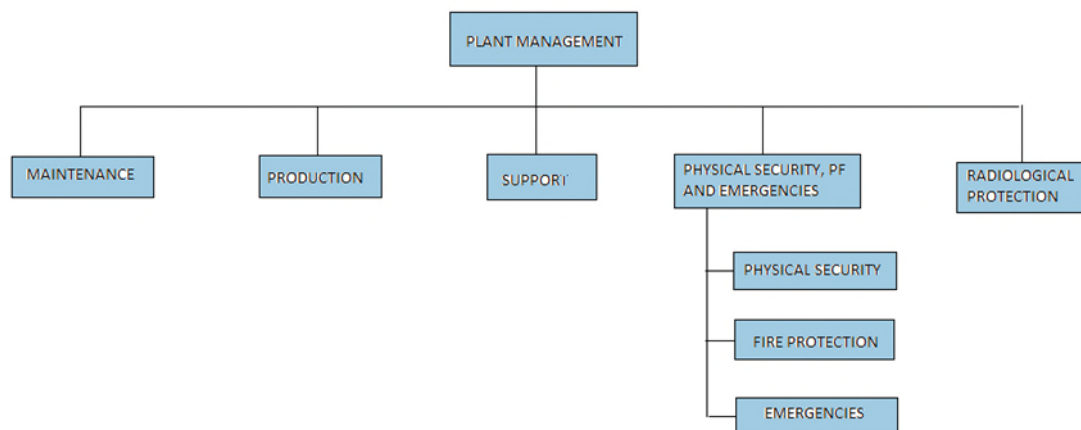 PLANT MANAGEMENT
MAINTENANCE
PRODUCTION
SUPPORT
PHYSICAL SECURITY, PF
AND EMERGENCIES
RADIOLOGICAL
PROTECTION
PHYSICAL SECURITY
FIRE PROTECTION
EMERGENCIES